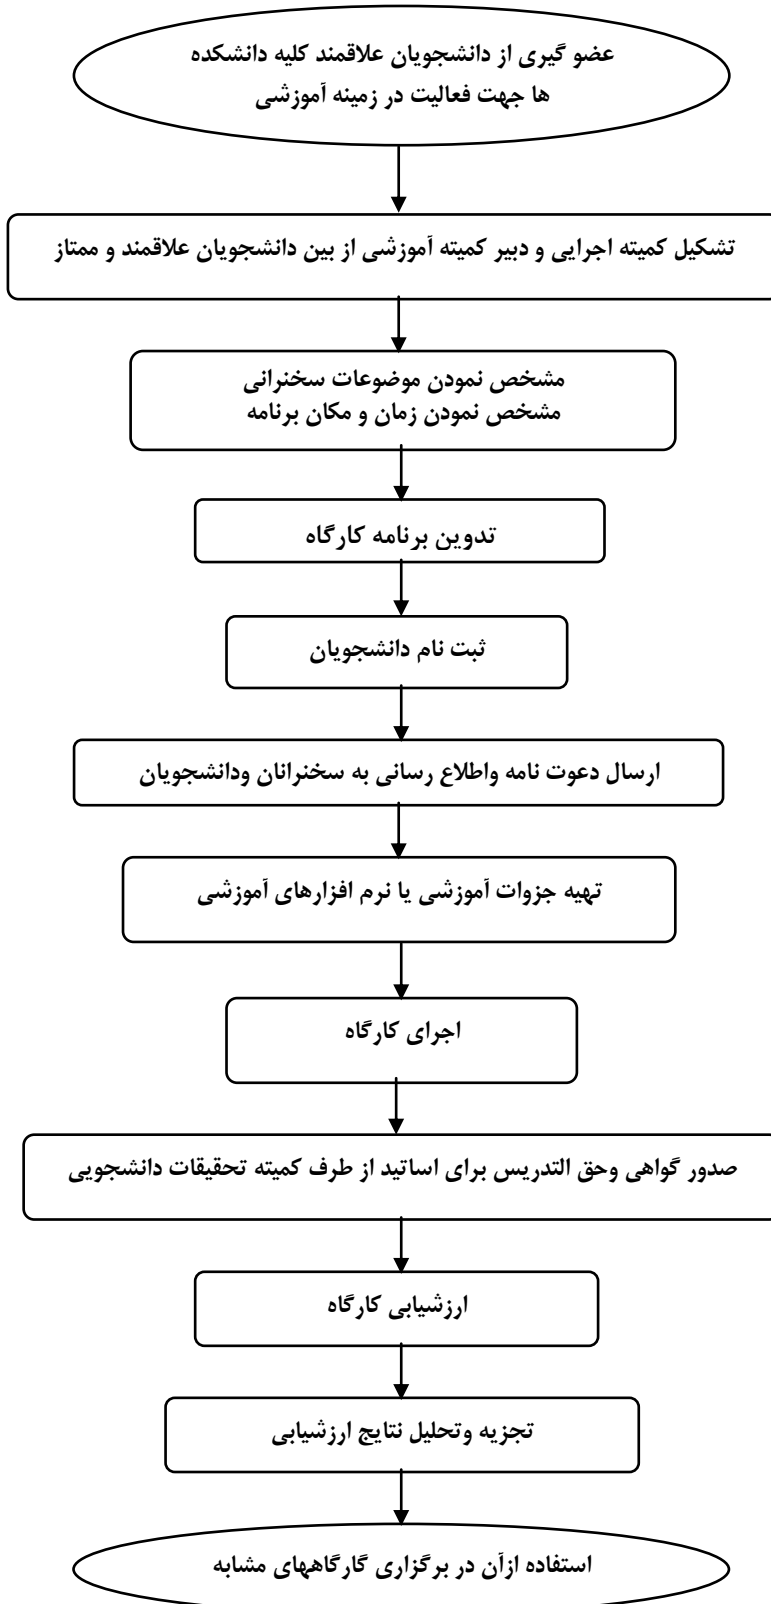 عضو گیری از دانشجویان علاقمند کلیه دانشکده
ها جهت فعالیت در زمینه آموزشی
تشکیل کمیته اجرایی و دبیر کمیته آموزشی از بین دانشجویان علاقمند و ممتاز
مشخص نمودن موضوعات سخنرانی
مشخص نمودن زمان و مکان برنامه
تدوین برنامه کارگاه
ثبت نام دانشجویان
ارسال دعوت نامه واطلاع رسانی به سخنرانان ودانشجویان
تهیه جزوات آموزشی یا نرم افزارهای آموزشی
اجرای کارگاه
صدور گواهی وحق التدریس برای اساتید از طرف کمیته تحقیقات دانشجویی
ارزشیابی کارگاه
تجزیه وتحلیل نتایج ارزشیابی
استفاده ازآن در برگزاری گارگاههای مشابه